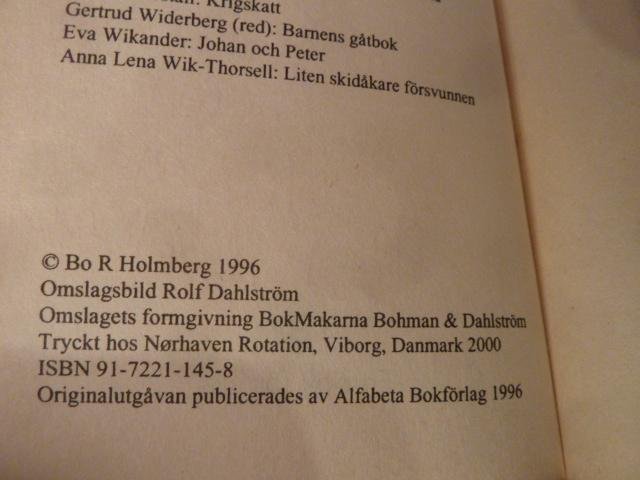 Krigskatt
Gertrud Widerberg (red): Barnens gåtbok
Eva Wikander: Johan och Peter
Anna Lena Wik-Thorsell: Liten skidåkare försvunnen
© Bo R Holmberg 1996
Omslagsbild Rolf Dahlström
Omslagets formgivning BokMakarna Bohman & Dahlström
Tryckt hos Nørhaven Rotation, Viborg, Danmark 2000
ISBN 91-7221-145-8
Originalutgåvan publicerades av Alfabeta Bokförlag 1996